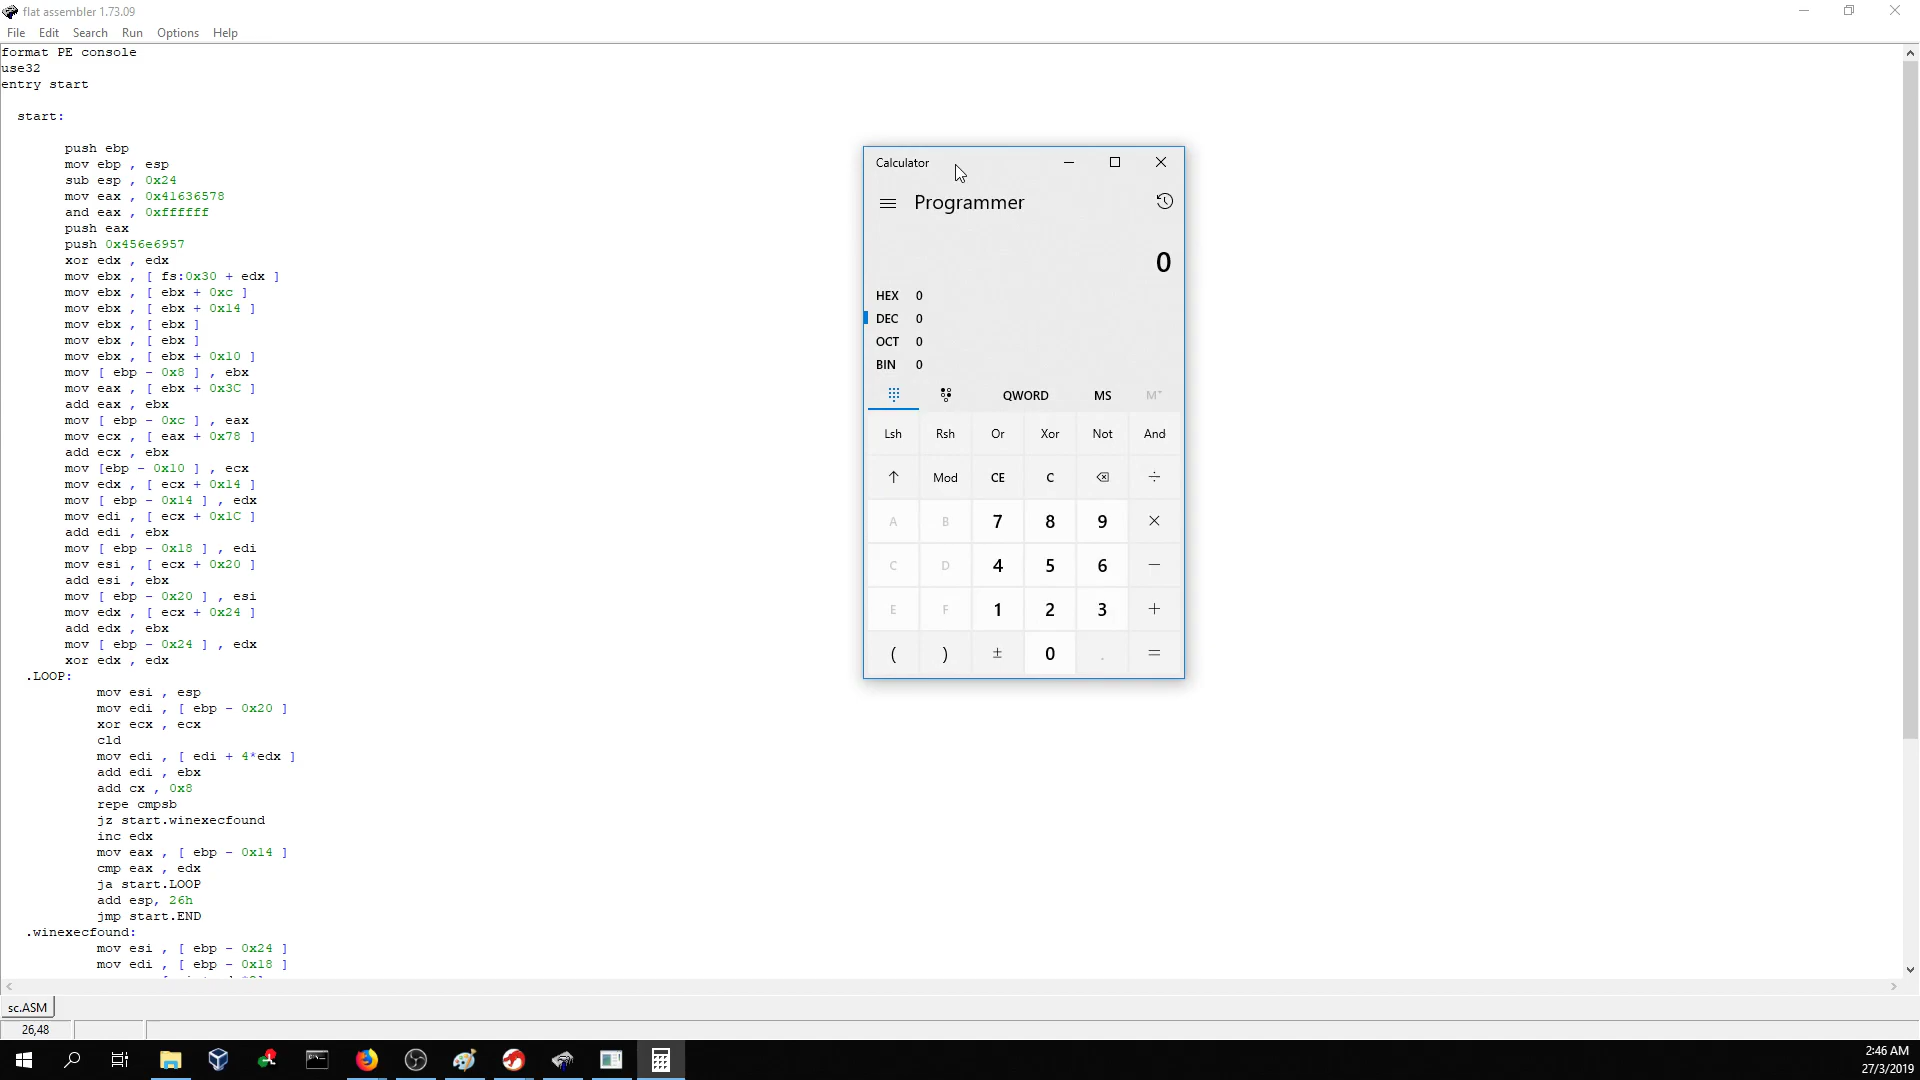 flat assembler 1.73.09
File Edit Search Run Options Help
format PE console
use32
entry start
start:
push ebp
mov ebp , esp
sub esp , 0x24
mov eax , 0x41636578
and eax , 0xffffff
push eax
push 0x456e6957
xor edx , edx
mov ebx , [ fs:0x30 + edx ]
mov ebx , [ ebx + 0xc ]
mov ebx , [ ebx + 0x14 ]
mov ebx , [ ebx ]
mov ebx , [ ebx ]
mov ebx , [ ebx + 0x10 ]
mov [ ebp - 0x8 ] , ebx
mov eax , [ ebx + 0x3C ]
add eax , ebx
mov [ ebp - 0xc ] , eax
mov ecx , [ eax + 0x78 ]
add ecx , ebx
mov [ebp - 0x10 ] , ecx
mov edx , [ ecx + 0x14 ]
mov [ ebp - 0x14 ] , edx
mov edi , [ ecx + 0x1C ]
add edi , ebx
mov [ ebp - 0x18 ] , edi
mov esi , [ ecx + 0x20 ]
add esi , ebx
mov [ ebp - 0x20 ] , esi
mov edx , [ ecx + 0x24 ]
add edx , ebx
mov [ ebp - 0x24 ] , edx
xor edx , edx
.LOOP:
mov esi , esp
mov edi , [ ebp - 0x20 ]
xor ecx , ecx
cld
mov edi , [ edi + 4*edx ]
add edi , ebx
add cx , 0x8
repe cmpsb
jz start.winexecfound
inc edx
mov eax , [ ebp - 0x14 ]
cmp eax , edx
ja start.LOOP
add esp, 26h
jmp start.END
.winexecfound:
mov esi , [ ebp - 0x24 ]
mov edi , [ ebp - 0x18 ]
sc.ASM
26,48
Calculator
Programmer
0
HEX 0
DEC 0
OCT 0
BIN 0
QWORD MS M
Lsh Rsh Or Xor Not And
↑ Mod CE C ÷
A B 7 8 9 ×
C D 4 5 6 −
E F 1 2 3 +
( ) ± 0 . =
2:46 AM
27/3/2019